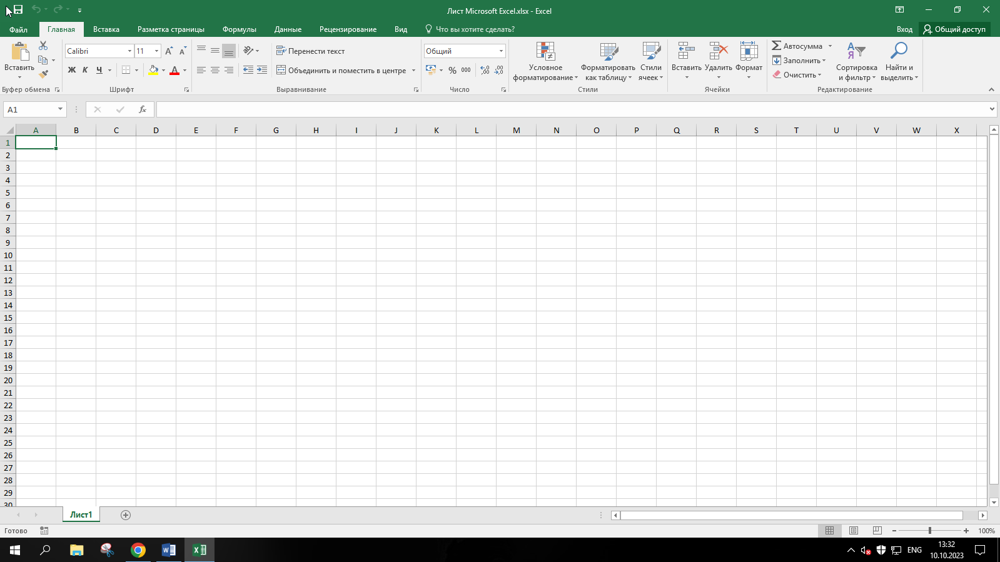 Лист Microsoft Excel.xlsx - Excel
Файл Главная Вставка Разметка страницы Формулы Данные Рецензирование Вид Что вы хотите сделать? Вход Общий доступ
Вставить
Буфер обмена
Calibri 11
Ж К Ч А
Шрифт
Перенести текст
Объединить и поместить в центре
Выравнивание
Общий
% 000
Число
Условное форматирование
Форматировать как таблицу
Стили ячеек
Стили
Вставить Удалить Формат
Ячейки
Автосумма
Заполнить
Очистить
Сортировка и фильтр
Найти и выделить
Редактирование
A1 fx
A B C D E F G H I J K L M N O P Q R S T U V W X
1
2
3
4
5
6
7
8
9
10
11
12
13
14
15
16
17
18
19
20
21
22
23
24
25
26
27
28
29
30
Лист1
Готово 100%
ENG 13:32
10.10.2023